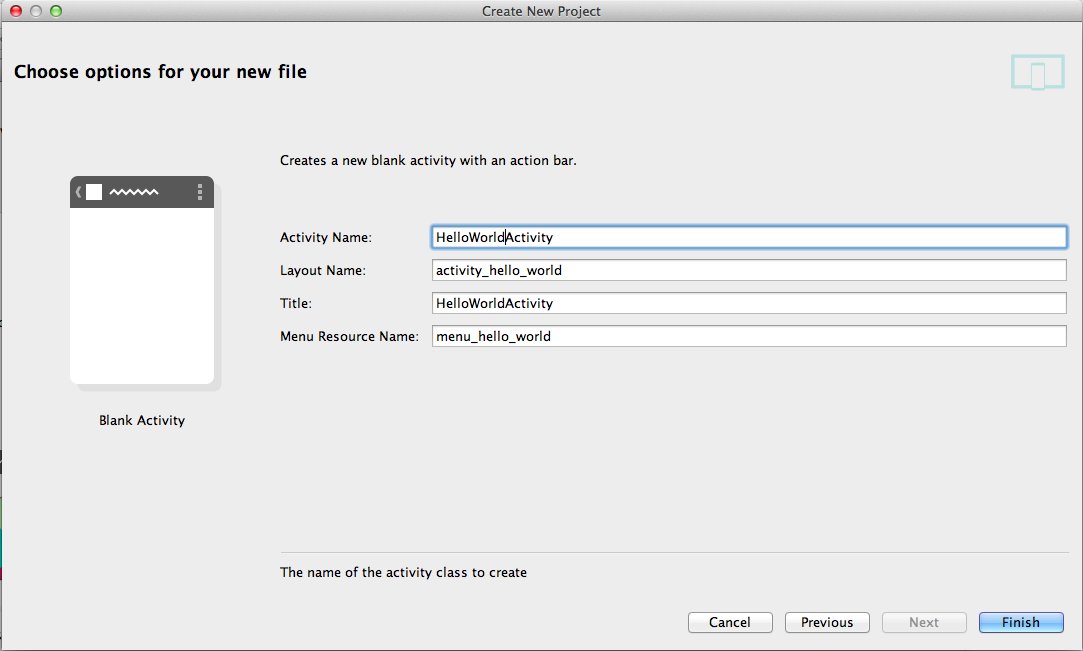 Create New Project
Choose options for your new file
Creates a new blank activity with an action bar.
Activity Name: HelloWorldActivity
Layout Name: activity_hello_world
Title: HelloWorldActivity
Menu Resource Name: menu_hello_world
Blank Activity
The name of the activity class to create
Cancel Previous Next Finish